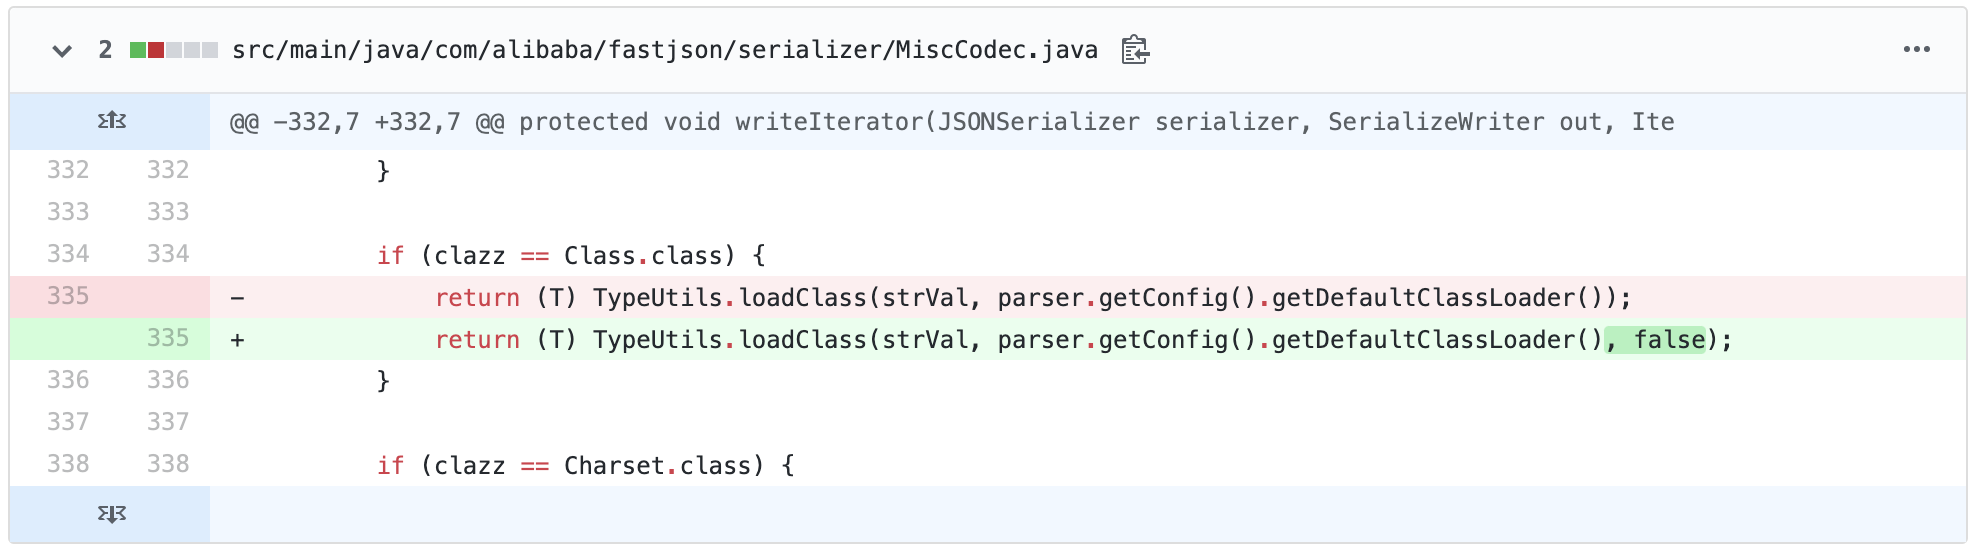 2 src/main/java/com/alibaba/fastjson/serializer/MiscCodec.java
@@ -332,7 +332,7 @@ protected void writeIterator(JSONSerializer serializer, SerializeWriter out, Ite
332 332 }
333 333
334 334 if (clazz == Class.class) {
335 - return (T) TypeUtils.loadClass(strVal, parser.getConfig().getDefaultClassLoader());
335 + return (T) TypeUtils.loadClass(strVal, parser.getConfig().getDefaultClassLoader(), false);
336 336 }
337 337
338 338 if (clazz == Charset.class) {